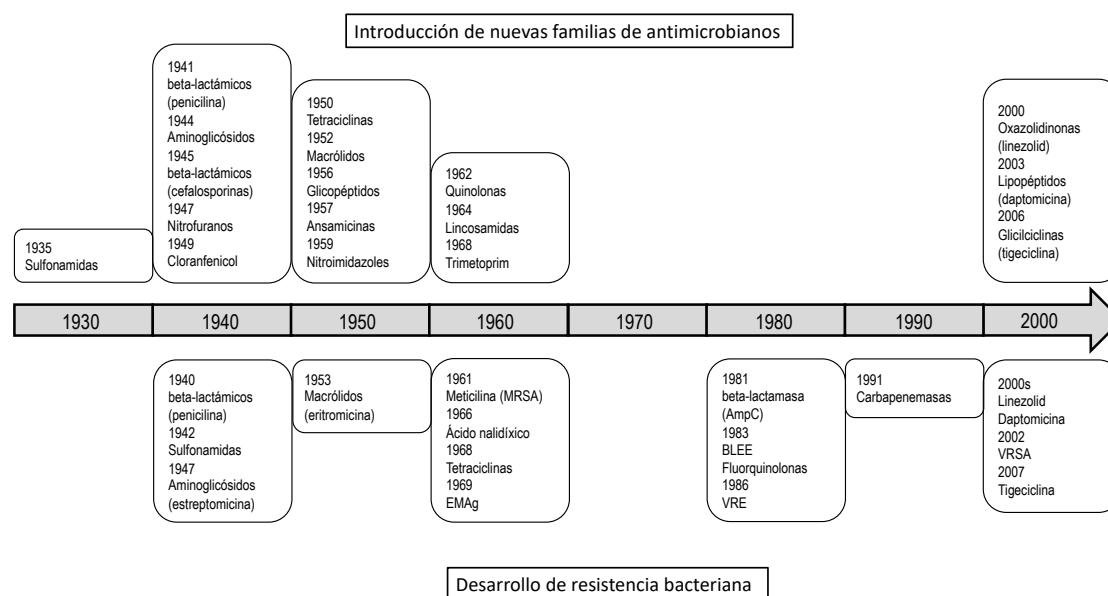 Introducción de nuevas familias de antimicrobianos
1935
Sulfonamidas
1941
beta-lactámicos
(penicilina)
1944
Aminoglicósidos
1945
beta-lactámicos
(cefalosporinas)
1947
Nitrofuranos
1949
Cloranfenicol
1950
Tetraciclinas
1952
Macrólidos
1956
Glicopéptidos
1957
Ansamicinas
1959
Nitroimidazoles
1962
Quinolonas
1964
Lincosamidas
1968
Trimetoprim
2000
Oxazolidinonas
(linezolid)
2003
Lipopéptidos
(daptomicina)
2006
Glicilciclinas
(tigeciclina)
1930
1940
1950
1960
1970
1980
1990
2000
1940
beta-lactámicos
(penicilina)
1942
Sulfonamidas
1947
Aminoglicósidos
(estreptomicina)
1953
Macrólidos
(eritromicina)
1961
Meticilina (MRSA)
1966
Ácido nalidíxico
1968
Tetraciclinas
1969
EMAg
1981
beta-lactamasa
(AmpC)
1983
BLEE
Fluorquinolonas
1986
VRE
1991
Carbapenemasas
2000s
Linezolid
Daptomicina
2002
VRSA
2007
Tigeciclina
Desarrollo de resistencia bacteriana